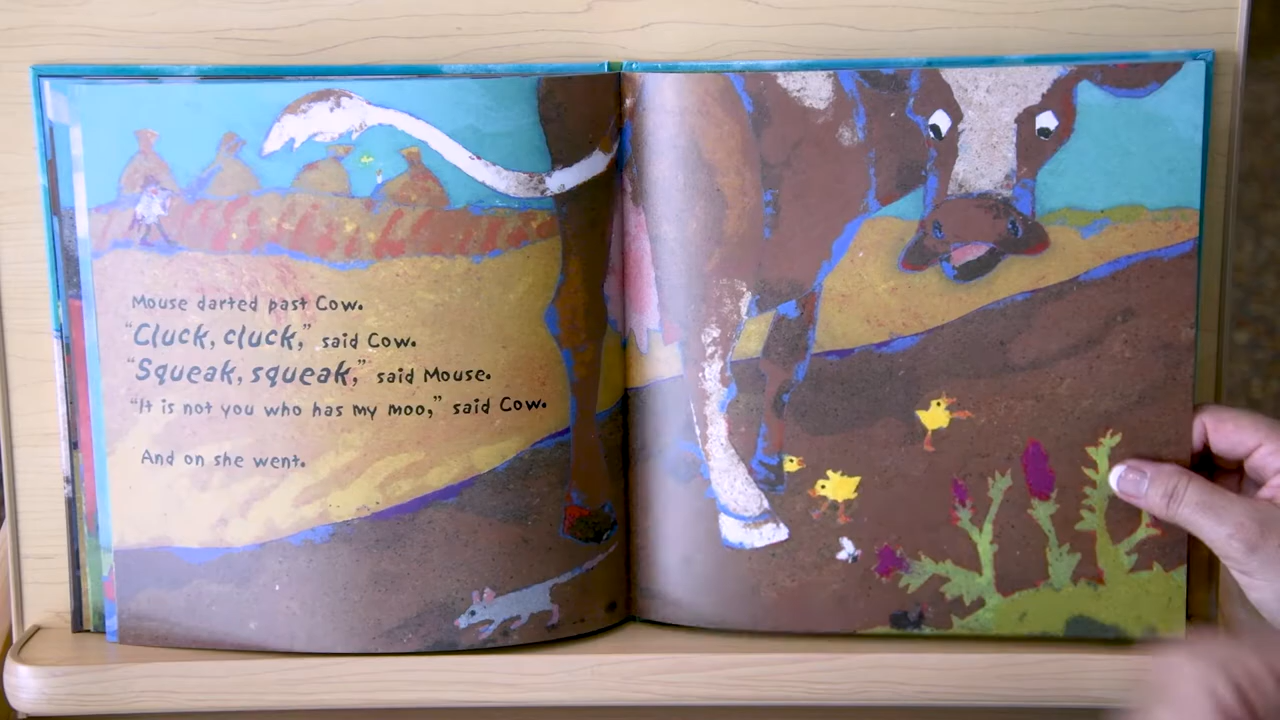 Mouse darted past Cow.
"Cluck, cluck," said Cow.
"Squeak, squeak," said Mouse.
"It is not you who has my moo," said Cow.
And on she went.